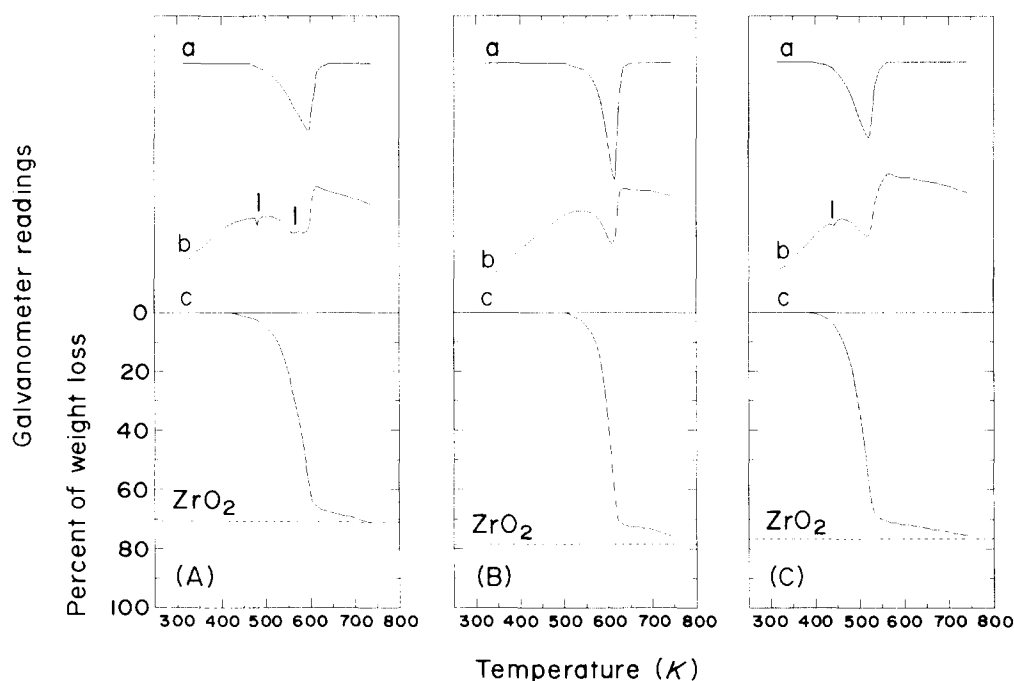 Galvanometer readings
Percent of weight loss
a
b
c
0
20
40
60
80
100
ZrO2
(A)
300 400 500 600 700 800
a
b
c
ZrO2
(B)
300 400 500 600 700 800
a
b
c
ZrO2
(C)
300 400 500 600 700 800
Temperature (K)